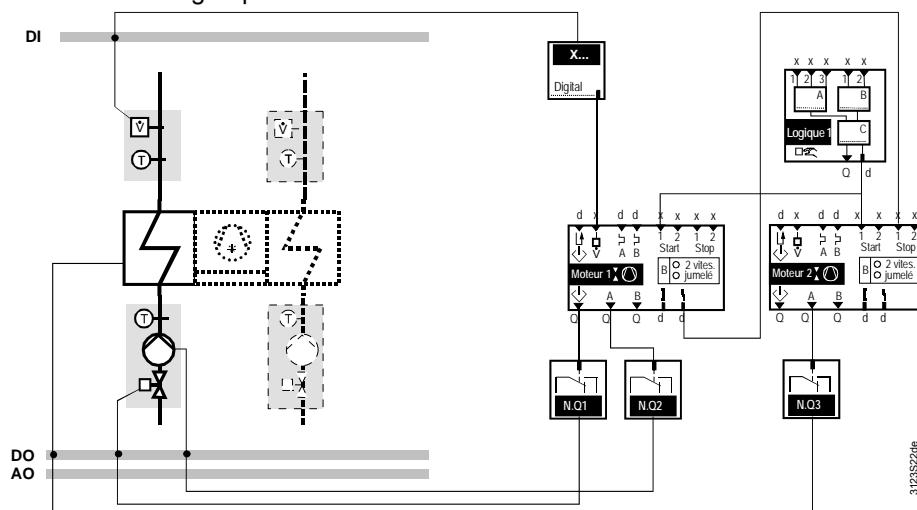 DI
X...
Digital
V
V
T
T
x x x x x
1 2 3 1 2
A B
Logique 1
C
Q d
d x d d x x x x
1 2 1 2
V A B Start Stop
Moteur 1
B 2 vites.
jumelé
A B
Q Q Q d d
d x d d x x x x
1 2 1 2
V A B Start Stop
Moteur 2
B 2 vites.
jumelé
A B
Q Q Q d d
T
T
N.Q1
N.Q2
N.Q3
DO
AO
3123S22de